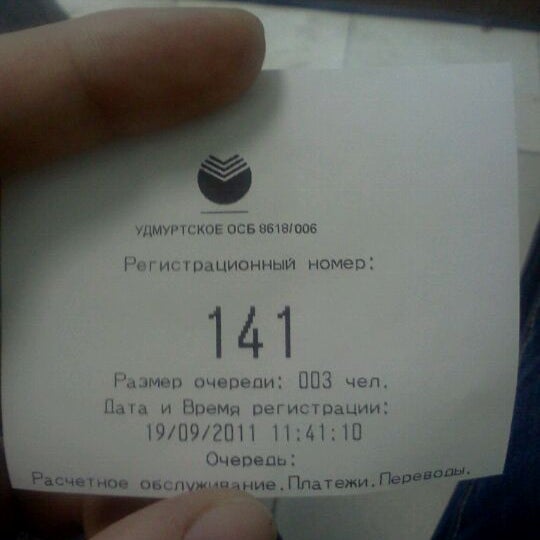 УДМУРТСКОЕ ОСБ 8618/006
Регистрационный номер:
141
Размер очереди: 003 чел.
Дата и Время регистрации:
19/09/2011 11:41:10
Очередь:
Расчетное обслуживание.Платежи.Переводы.